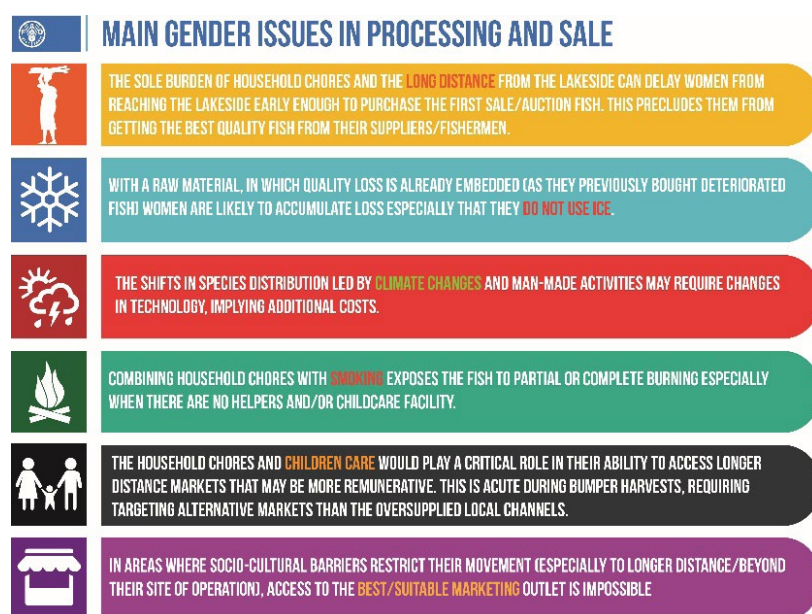 MAIN GENDER ISSUES IN PROCESSING AND SALE
THE SOLE BURDEN OF HOUSEHOLD CHORES AND THE LONG DISTANCE FROM THE LAKESIDE CAN DELAY WOMEN FROM
REACHING THE LAKESIDE EARLY ENOUGH TO PURCHASE THE FIRST SALE/AUCTION FISH. THIS PRECLUDES THEM FROM
GETTING THE BEST QUALITY FISH FROM THEIR SUPPLIERS/FISHERMEN.
WITH A RAW MATERIAL, IN WHICH QUALITY LOSS IS ALREADY EMBEDDED (AS THEY PREVIOUSLY BOUGHT DETERIORATED
FISH) WOMEN ARE LIKELY TO ACCUMULATE LOSS ESPECIALLY THAT THEY DO NOT USE ICE.
THE SHIFTS IN SPECIES DISTRIBUTION LED BY CLIMATE CHANGES AND MAN-MADE ACTIVITIES MAY REQUIRE CHANGES
IN TECHNOLOGY, IMPLYING ADDITIONAL COSTS.
COMBINING HOUSEHOLD CHORES WITH SMOKING EXPOSES THE FISH TO PARTIAL OR COMPLETE BURNING ESPECIALLY
WHEN THERE ARE NO HELPERS AND/OR CHILDCARE FACILITY.
THE HOUSEHOLD CHORES AND CHILDREN CARE WOULD PLAY A CRITICAL ROLE IN THEIR ABILITY TO ACCESS LONGER
DISTANCE MARKETS THAT MAY BE MORE REMUNERATIVE. THIS IS ACUTE DURING BUMPER HARVESTS, REQUIRING
TARGETING ALTERNATIVE MARKETS THAN THE OVERSUPPLIED LOCAL CHANNELS.
IN AREAS WHERE SOCIO-CULTURAL BARRIERS RESTRICT THEIR MOVEMENT (ESPECIALLY TO LONGER DISTANCE/BEYOND
THEIR SITE OF OPERATION), ACCESS TO THE BEST/SUITABLE MARKETING OUTLET IS IMPOSSIBLE